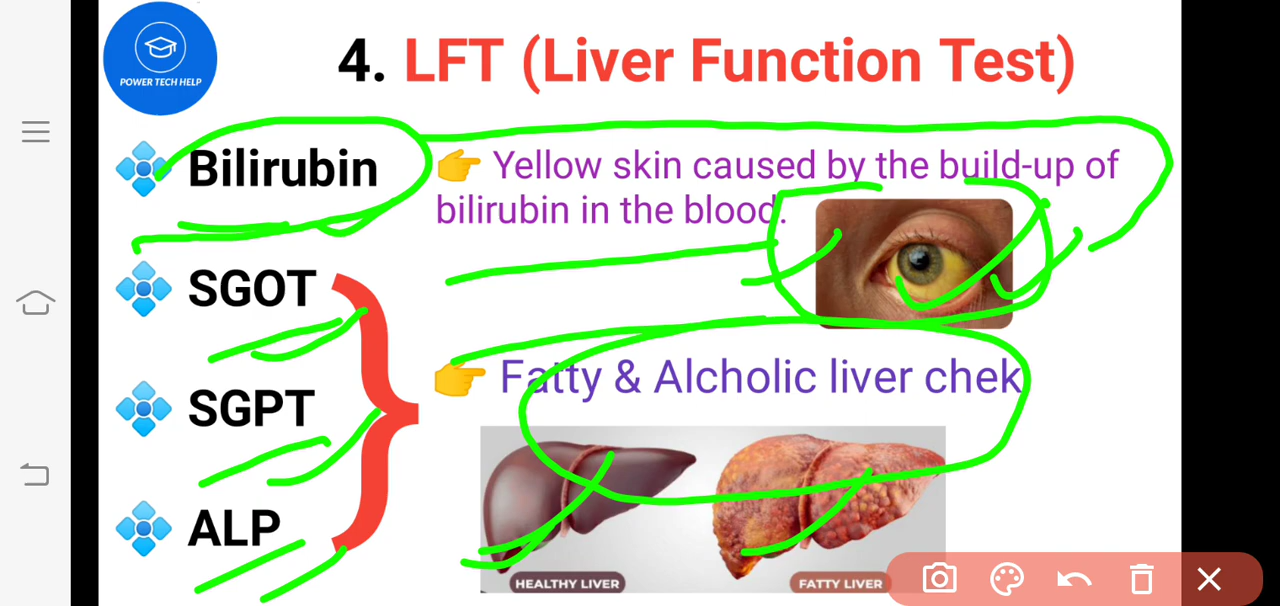 POWER TECH HELP
4. LFT (Liver Function Test)
Bilirubin
Yellow skin caused by the build-up of
bilirubin in the blood.
SGOT
SGPT
ALP
Fatty & Alcholic liver chek
HEALTHY LIVER
FATTY LIVER